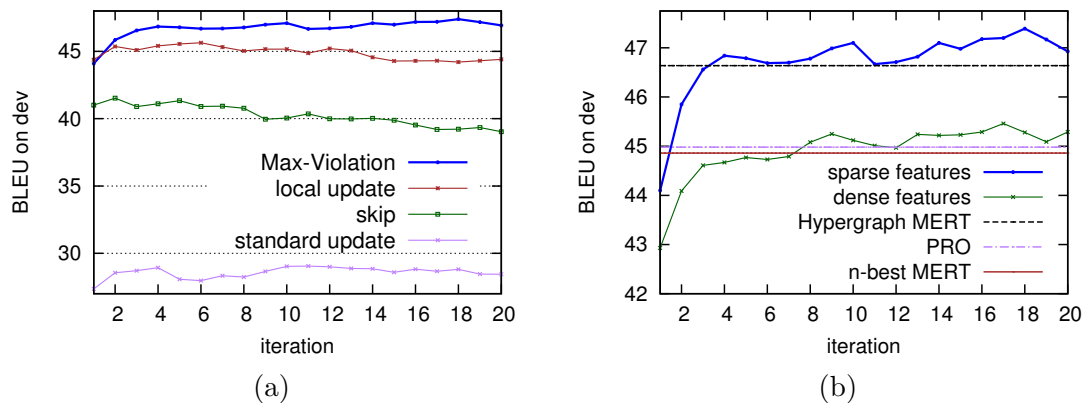 BLEU on dev
45
40
35
30
Max-Violation
local update
skip
standard update
2 4 6 8 10 12 14 16 18 20
iteration
(a)
BLEU on dev
47
46
45
44
43
42
sparse features
dense features
Hypergraph MERT
PRO
n-best MERT
2 4 6 8 10 12 14 16 18 20
iteration
(b)